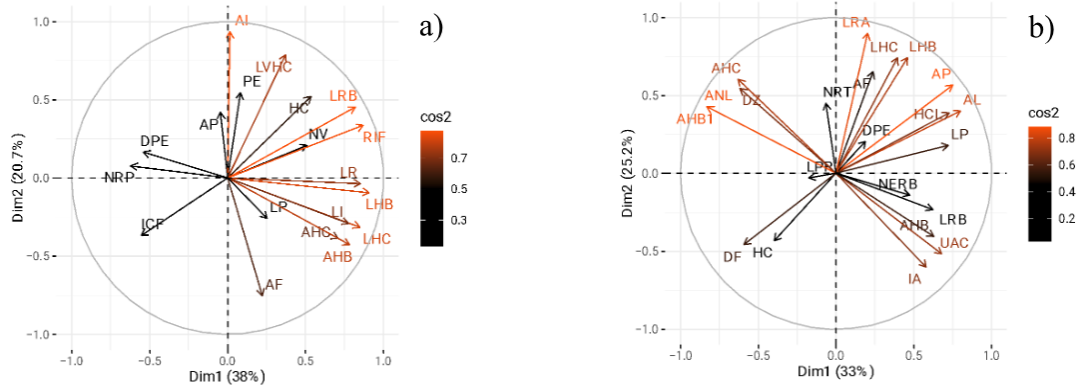 a)
1.0
0.5
0.0
−0.5
−1.0
−1.0
−0.5
0.0
0.5
1.0
Dim2 (20.7%)
Dim1 (38%)
AI
LVHC
PE
HC
LRB
AP
RIF
NV
DPE
NRP
LR
LHB
LP
LI
ICF
AHC
LHC
AHB
AF
cos2
0.7
0.5
0.3
b)
1.0
0.5
0.0
−0.5
−1.0
−1.0
−0.5
0.0
0.5
1.0
Dim2 (25.2%)
Dim1 (33%)
LRA
LHC
LHB
AHC
AF
AP
DZ
NRT
ANL
HCL
AL
AHB1
DPE
LP
LPP
NERB
LRB
AHB
UAC
DF
HC
IA
cos2
0.8
0.6
0.4
0.2